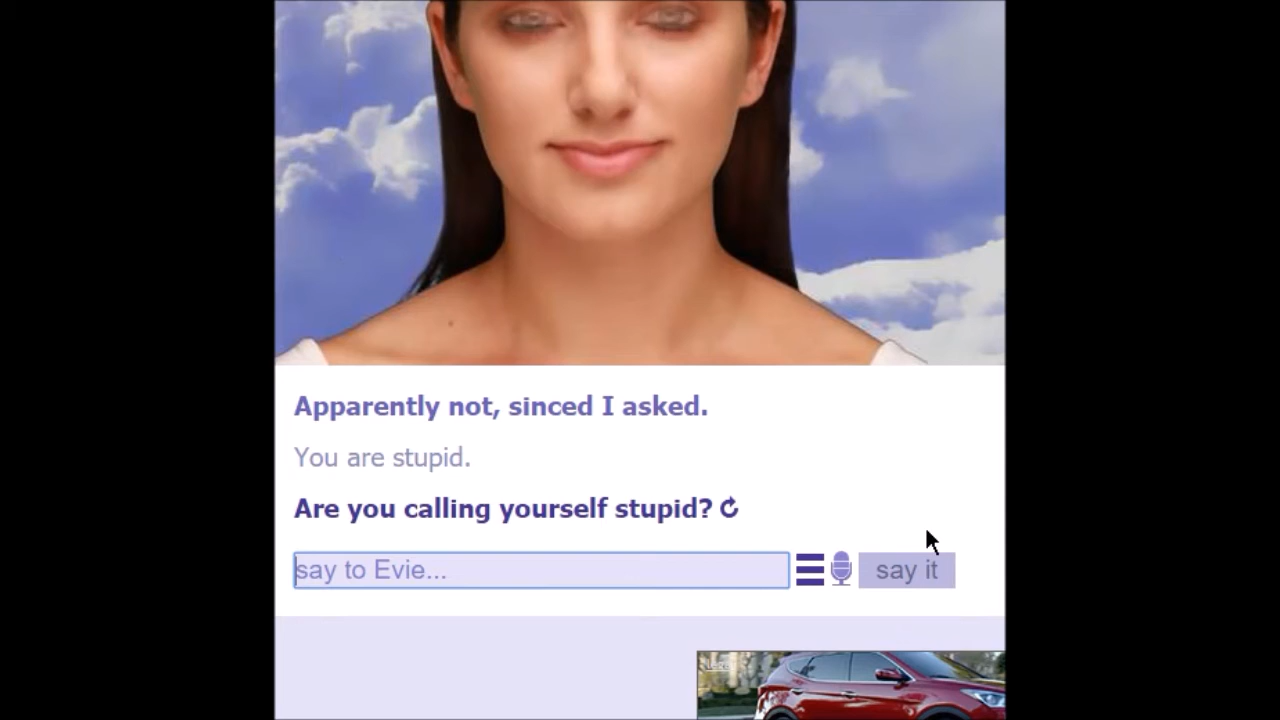 Apparently not, sinced I asked.
You are stupid.
Are you calling yourself stupid?
say to Evie...
say it